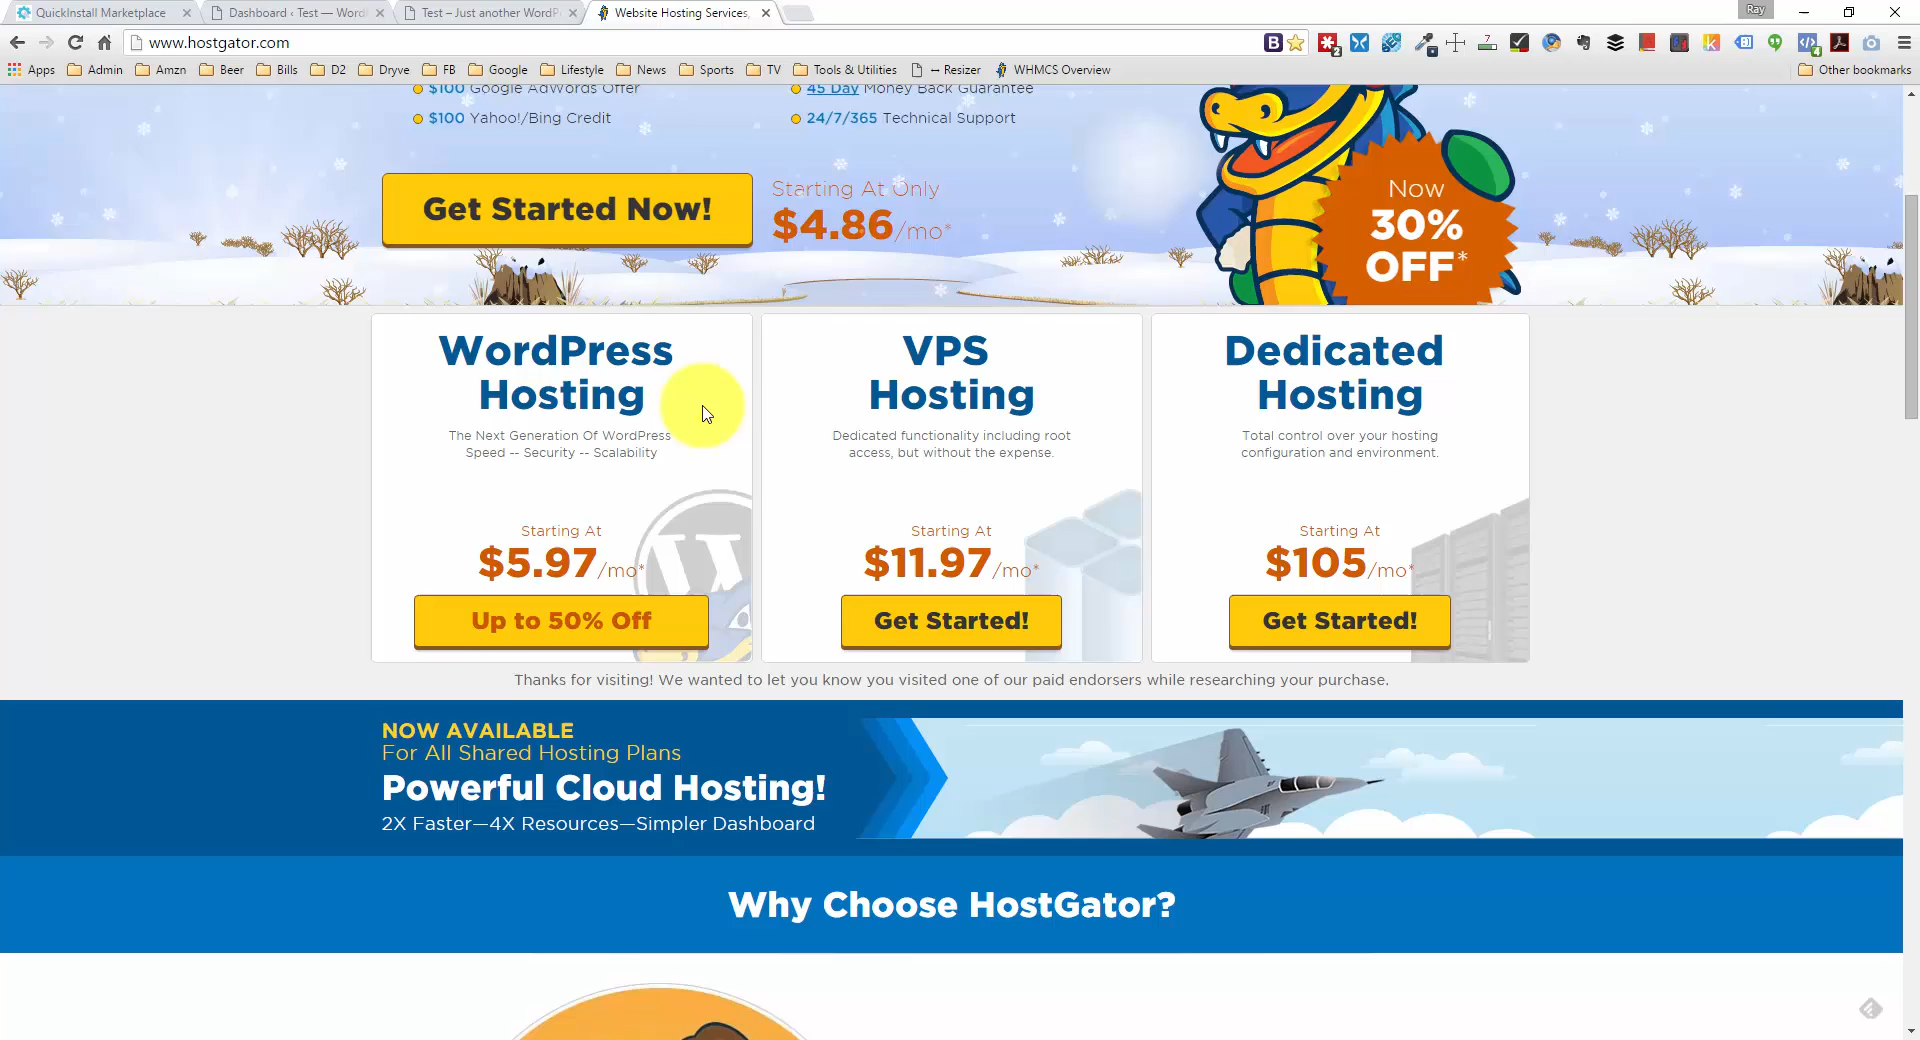 QuickInstall Marketplace
Dashboard ‹ Test — Word
Test – Just another WordP
Website Hosting Services,
Ray
www.hostgator.com
Apps
Admin
Amzn
Beer
Bills
D2
Dryve
FB
Google
Lifestyle
News
Sports
TV
Tools & Utilities
↔ Resizer
WHMCS Overview
Other bookmarks
$100 Google AdWords Offer
45 Day Money Back Guarantee
$100 Yahoo!/Bing Credit
24/7/365 Technical Support
Get Started Now!
Starting At Only
$4.86/mo*
Now
30%
OFF*
WordPress
Hosting
The Next Generation Of WordPress
Speed -- Security -- Scalability
Starting At
$5.97/mo*
Up to 50% Off
VPS
Hosting
Dedicated functionality including root
access, but without the expense.
Starting At
$11.97/mo*
Get Started!
Dedicated
Hosting
Total control over your hosting
configuration and environment.
Starting At
$105/mo*
Get Started!
Thanks for visiting! We wanted to let you know you visited one of our paid endorsers while researching your purchase.
NOW AVAILABLE
For All Shared Hosting Plans
Powerful Cloud Hosting!
2X Faster—4X Resources—Simpler Dashboard
Why Choose HostGator?